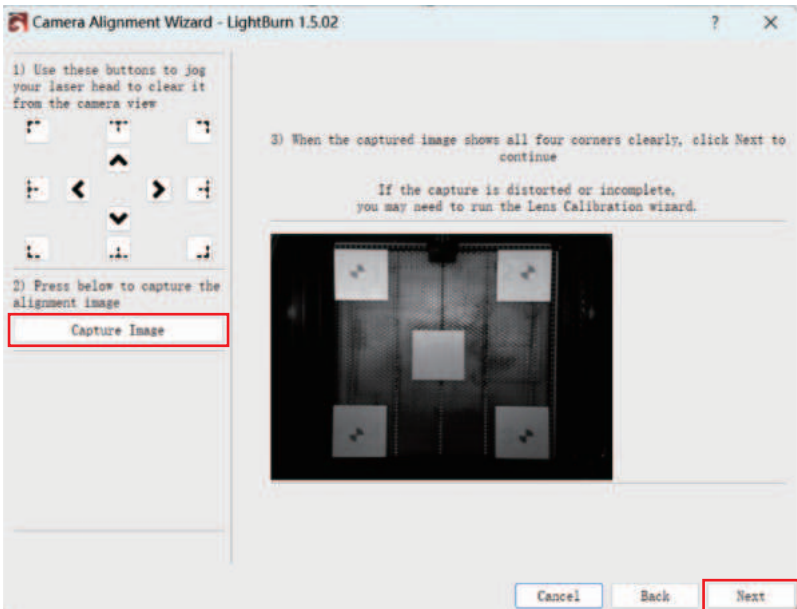 Camera Alignment Wizard - LightBurn 1.5.02
?
1) Use these buttons to jog
your laser head to clear it
from the camera view
2) Press below to capture the
alignment image
Capture Image
3) When the captured image shows all four corners clearly, click Next to
continue
If the capture is distorted or incomplete,
you may need to run the Lens Calibration wizard.
Cancel
Back
Next